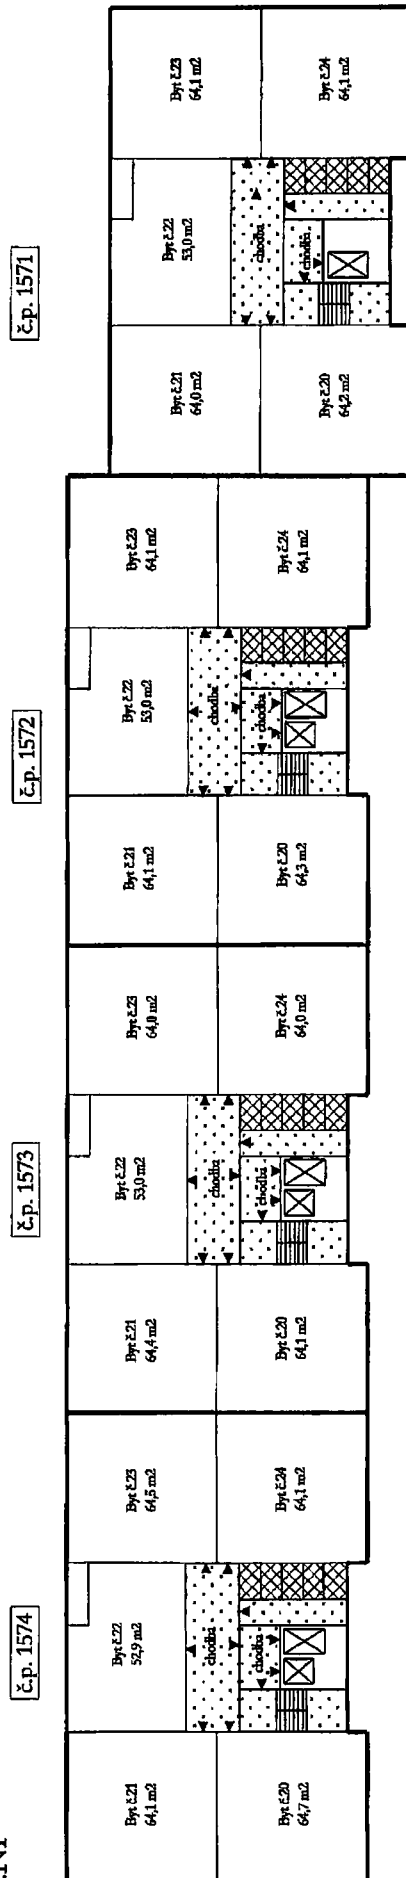 č.p. 1574
č.p. 1573
č.p. 1572
č.p. 1571
Byt č.21
64,1 m2
Byt č.22
52,9 m2
Byt č.23
64,5 m2
chodba
chodba
Byt č.20
64,7 m2
Byt č.24
64,1 m2
Byt č.21
64,4 m2
Byt č.22
53,0 m2
Byt č.23
64,0 m2
chodba
chodba
Byt č.20
64,1 m2
Byt č.24
64,0 m2
Byt č.21
64,1 m2
Byt č.22
53,0 m2
Byt č.23
64,1 m2
chodba
chodba
Byt č.20
64,3 m2
Byt č.24
64,1 m2
Byt č.21
64,0 m2
Byt č.22
53,0 m2
Byt č.23
64,1 m2
chodba
chodba
Byt č.20
64,2 m2
Byt č.24
64,1 m2